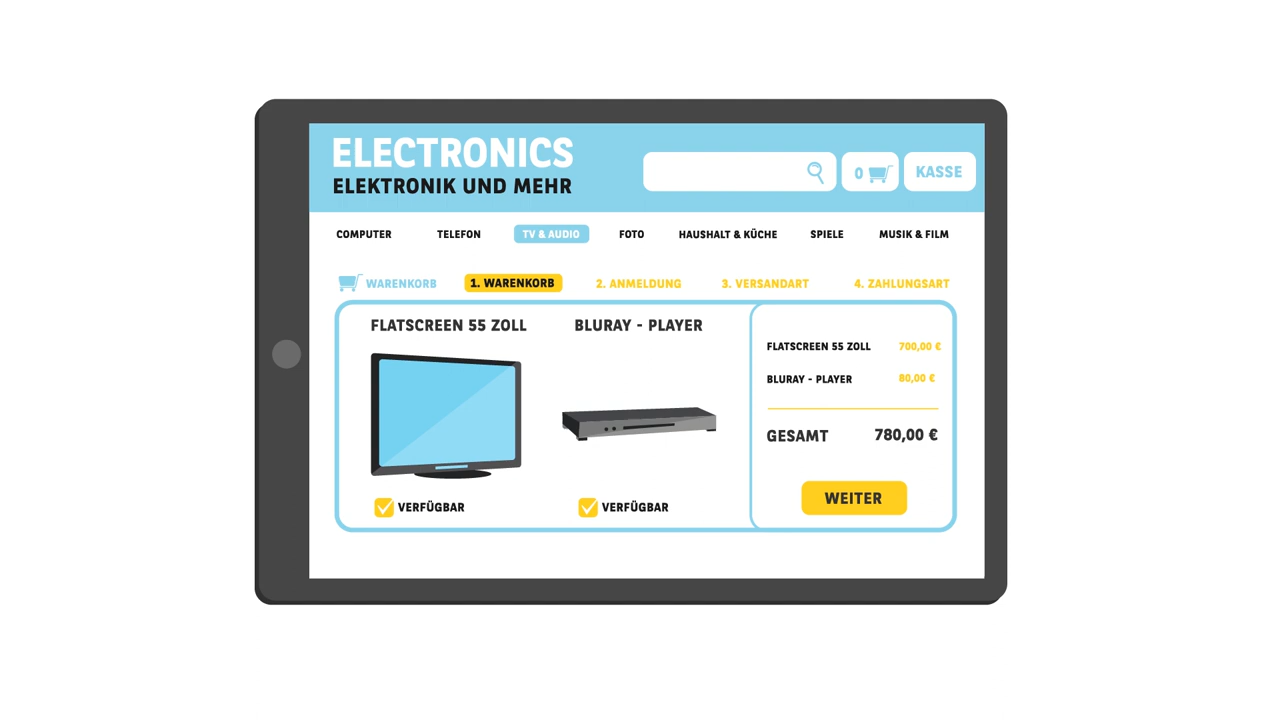 ELECTRONICS
ELEKTRONIK UND MEHR
0
KASSE
COMPUTER
TELEFON
TV & AUDIO
FOTO
HAUSHALT & KÜCHE
SPIELE
MUSIK & FILM
WARENKORB
1. WARENKORB
2. ANMELDUNG
3. VERSANDART
4. ZAHLUNGSART
FLATSCREEN 55 ZOLL
BLURAY - PLAYER
VERFÜGBAR
VERFÜGBAR
FLATSCREEN 55 ZOLL 700,00 €
BLURAY - PLAYER 80,00 €
GESAMT 780,00 €
WEITER